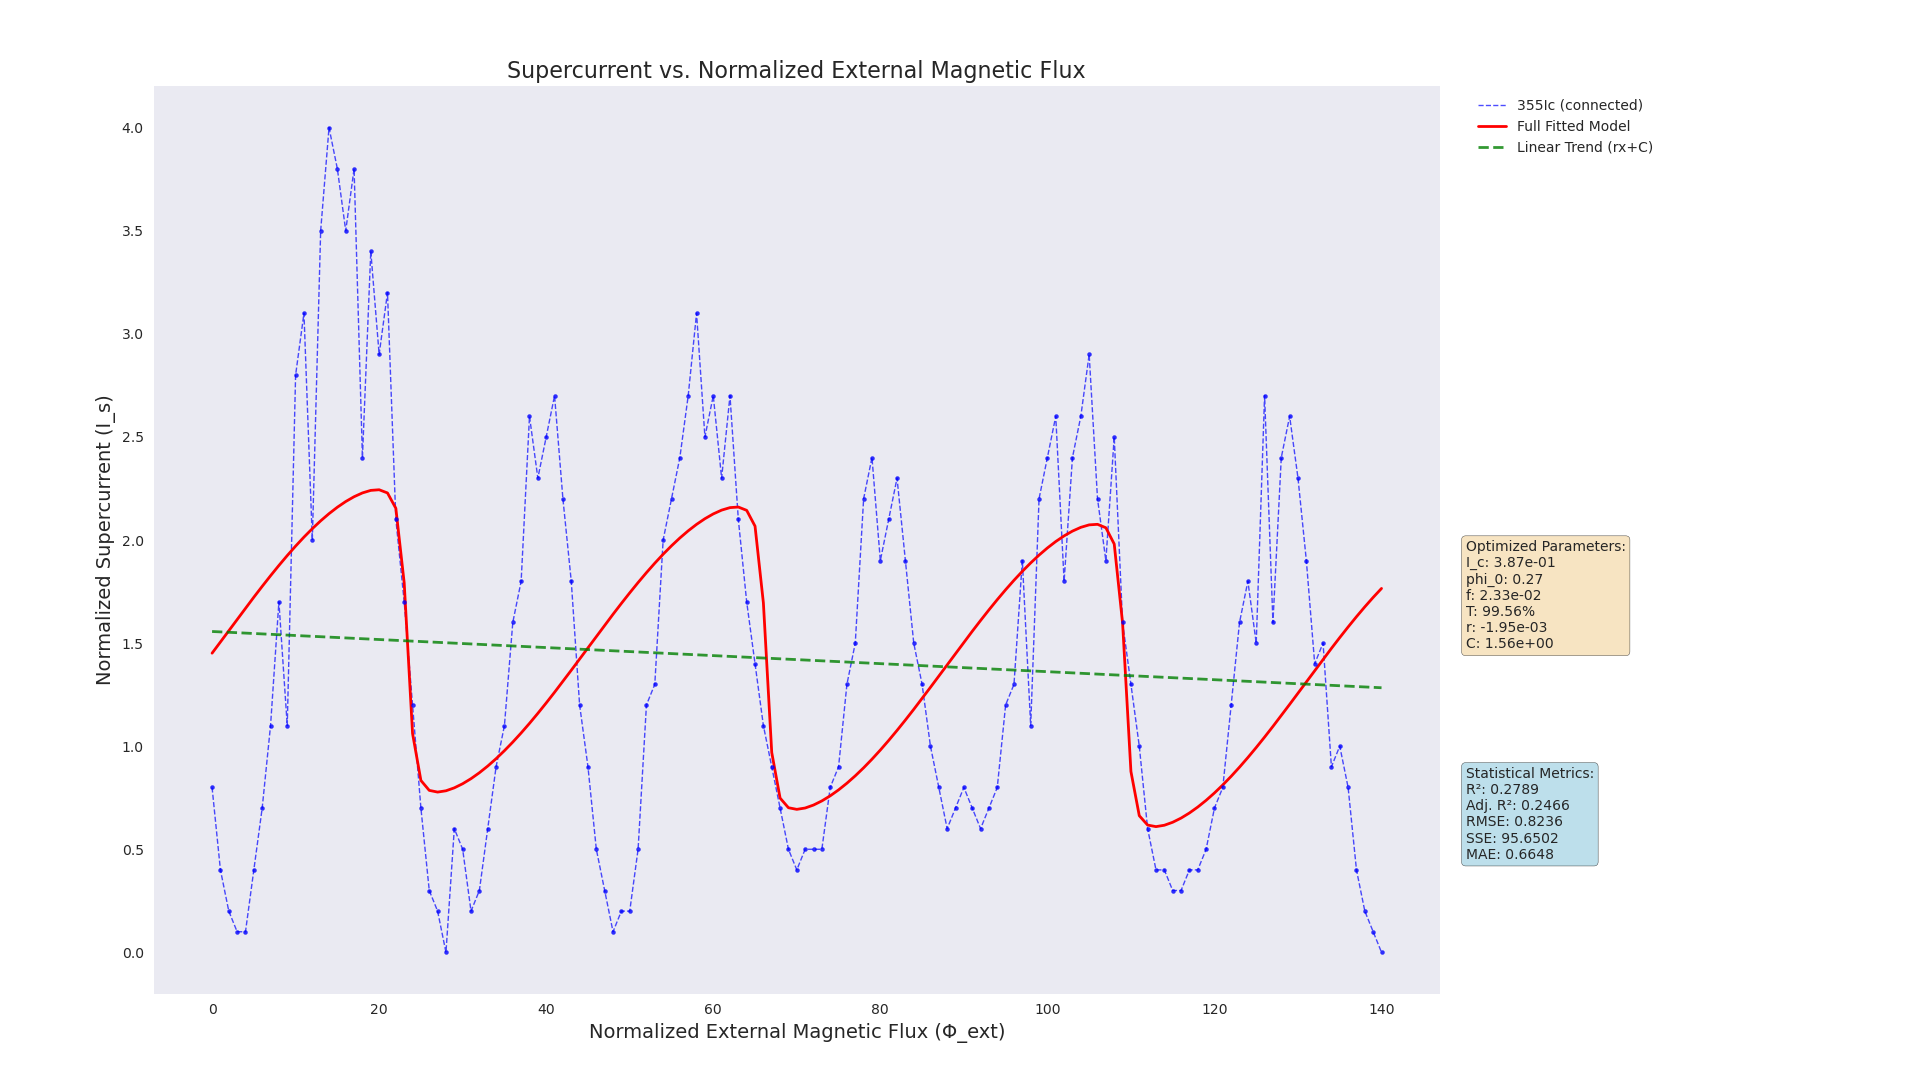 Supercurrent vs. Normalized External Magnetic Flux
355Ic (connected)
Full Fitted Model
Linear Trend (rx+C)
Normalized Supercurrent (I_s)
4.0
3.5
3.0
2.5
2.0
1.5
1.0
0.5
0.0
0 20 40 60 80 100 120 140
Normalized External Magnetic Flux (Φ_ext)
Optimized Parameters:
I_c: 3.87e-01
phi_0: 0.27
f: 2.33e-02
T: 99.56%
r: -1.95e-03
C: 1.56e+00
Statistical Metrics:
R²: 0.2789
Adj. R²: 0.2466
RMSE: 0.8236
SSE: 95.6502
MAE: 0.6648